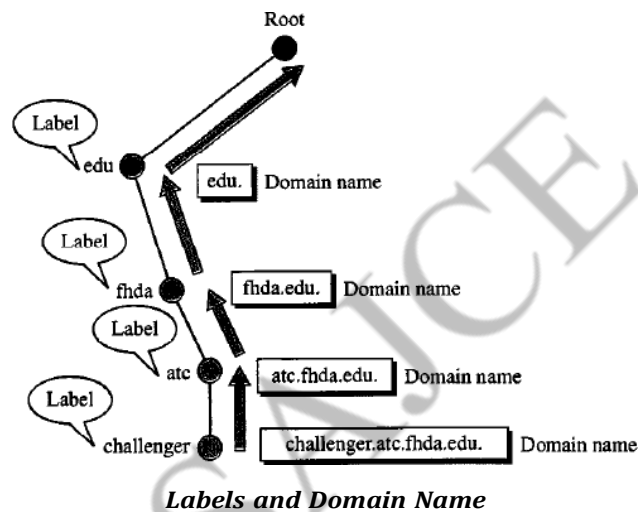 Root
Label
edu
edu. Domain name
Label
fhda
fhda.edu. Domain name
Label
atc
atc.fhda.edu. Domain name
Label
challenger
challenger.atc.fhda.edu. Domain name
Labels and Domain Name
SAJCE